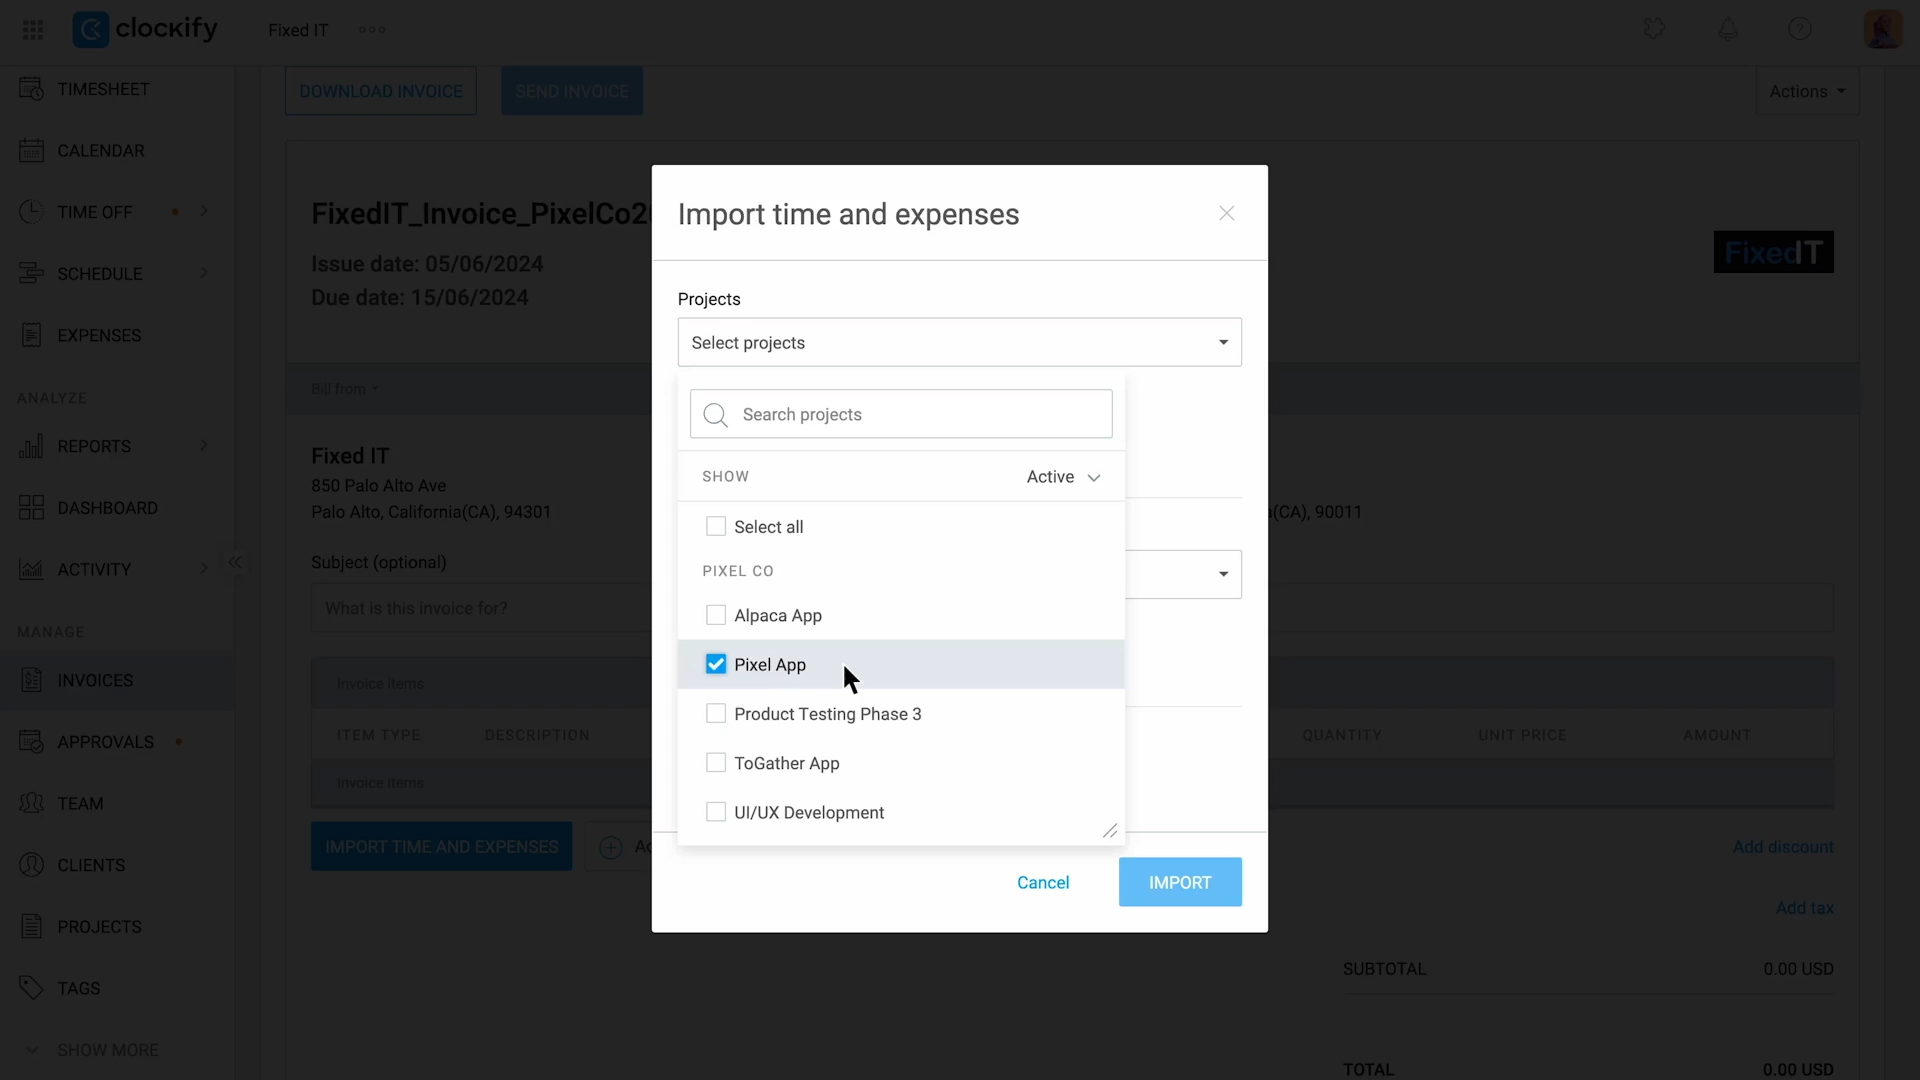 clockify
Fixed IT
TIMESHEET
CALENDAR
TIME OFF
SCHEDULE
EXPENSES
ANALYZE
REPORTS
DASHBOARD
ACTIVITY
MANAGE
INVOICES
APPROVALS
TEAM
CLIENTS
PROJECTS
TAGS
SHOW MORE
DOWNLOAD INVOICE
SEND INVOICE
Actions
FixedIT_Invoice_PixelCo2
Issue date: 05/06/2024
Due date: 15/06/2024
FixedIT
Bill from
Fixed IT
850 Palo Alto Ave
Palo Alto, California(CA), 94301
(CA), 90011
Subject (optional)
What is this invoice for?
Invoice items
ITEM TYPE DESCRIPTION QUANTITY UNIT PRICE AMOUNT
Invoice items
IMPORT TIME AND EXPENSES
Add discount
Add tax
SUBTOTAL 0.00 USD
TOTAL 0.00 USD
Import time and expenses
Projects
Select projects
Search projects
SHOW Active
Select all
PIXEL CO
Alpaca App
Pixel App
Product Testing Phase 3
ToGather App
UI/UX Development
Cancel
IMPORT